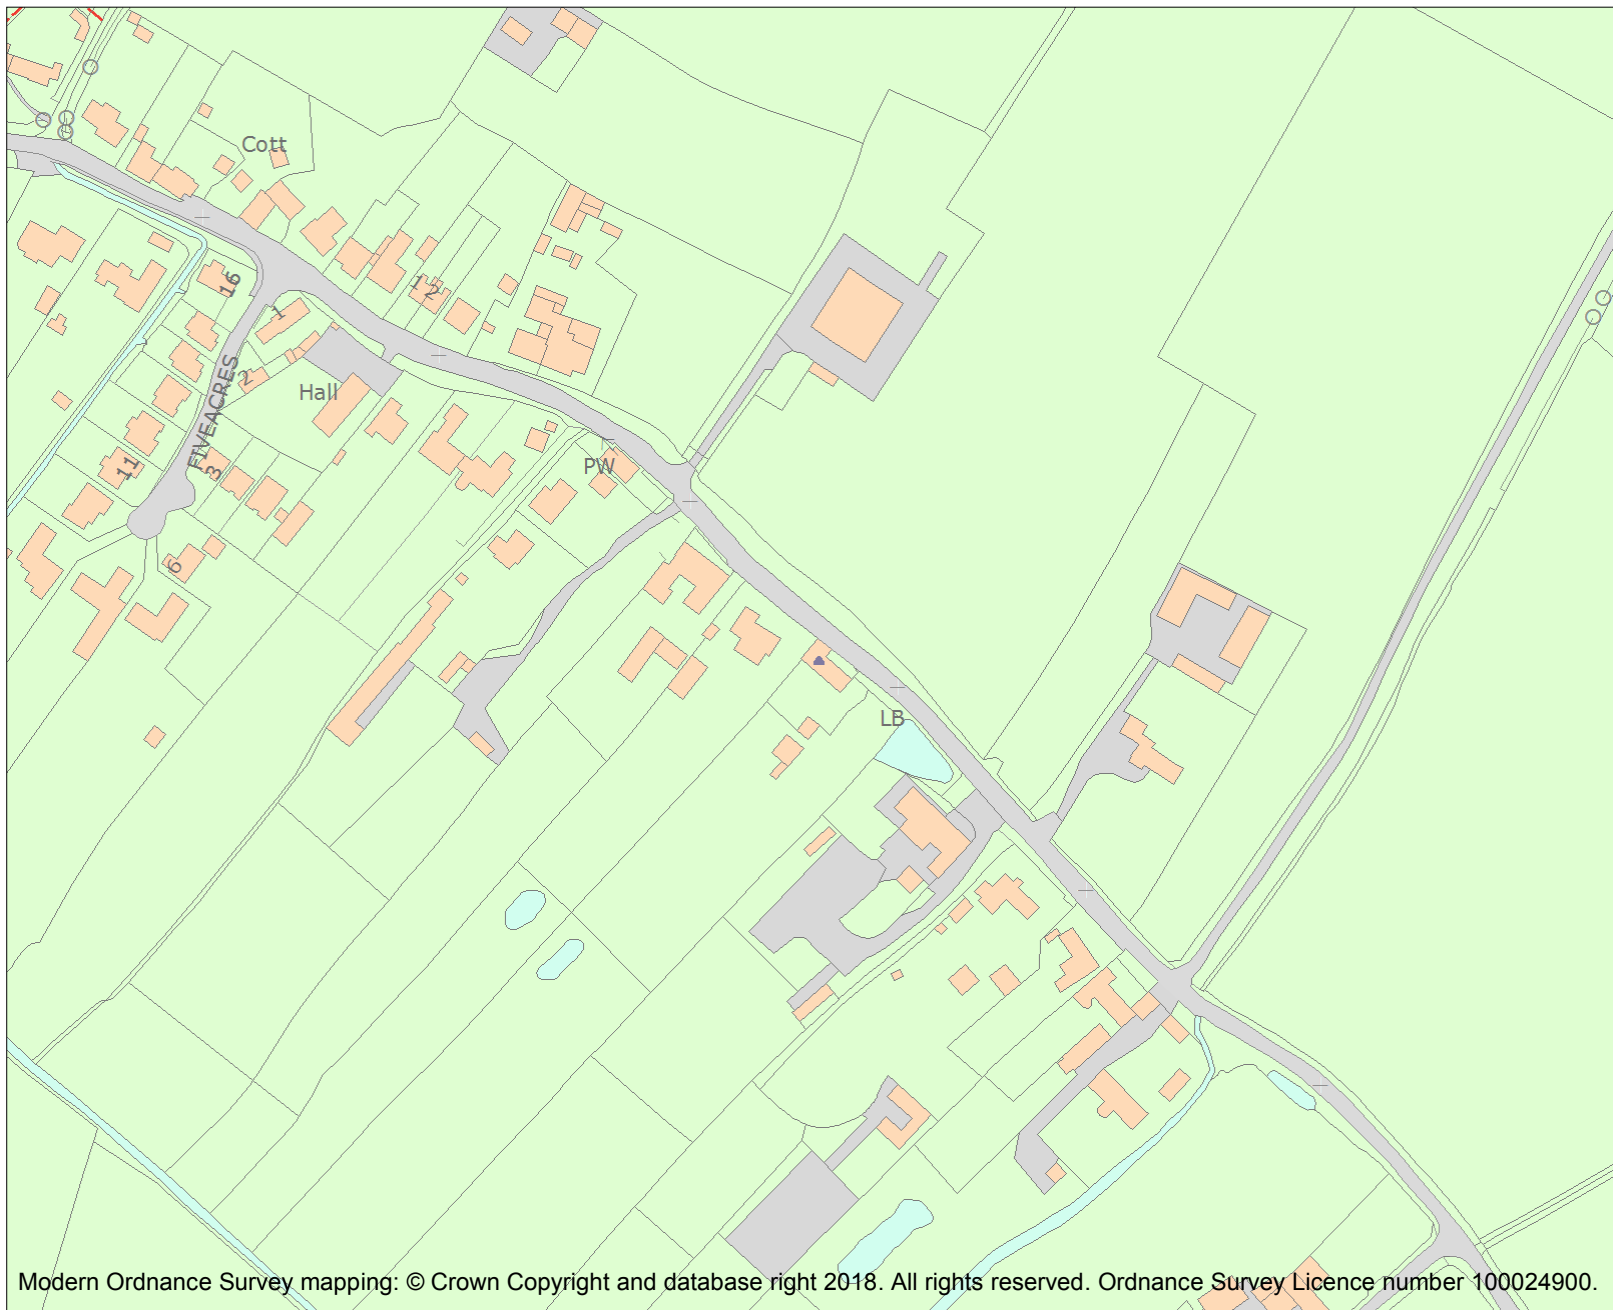 Cott
16
12
1
2
Hall
FIVEACRES
PW
11
3
6
LB
Modern Ordnance Survey mapping: © Crown Copyright and database right 2018. All rights reserved. Ordnance Survey Licence number 100024900.